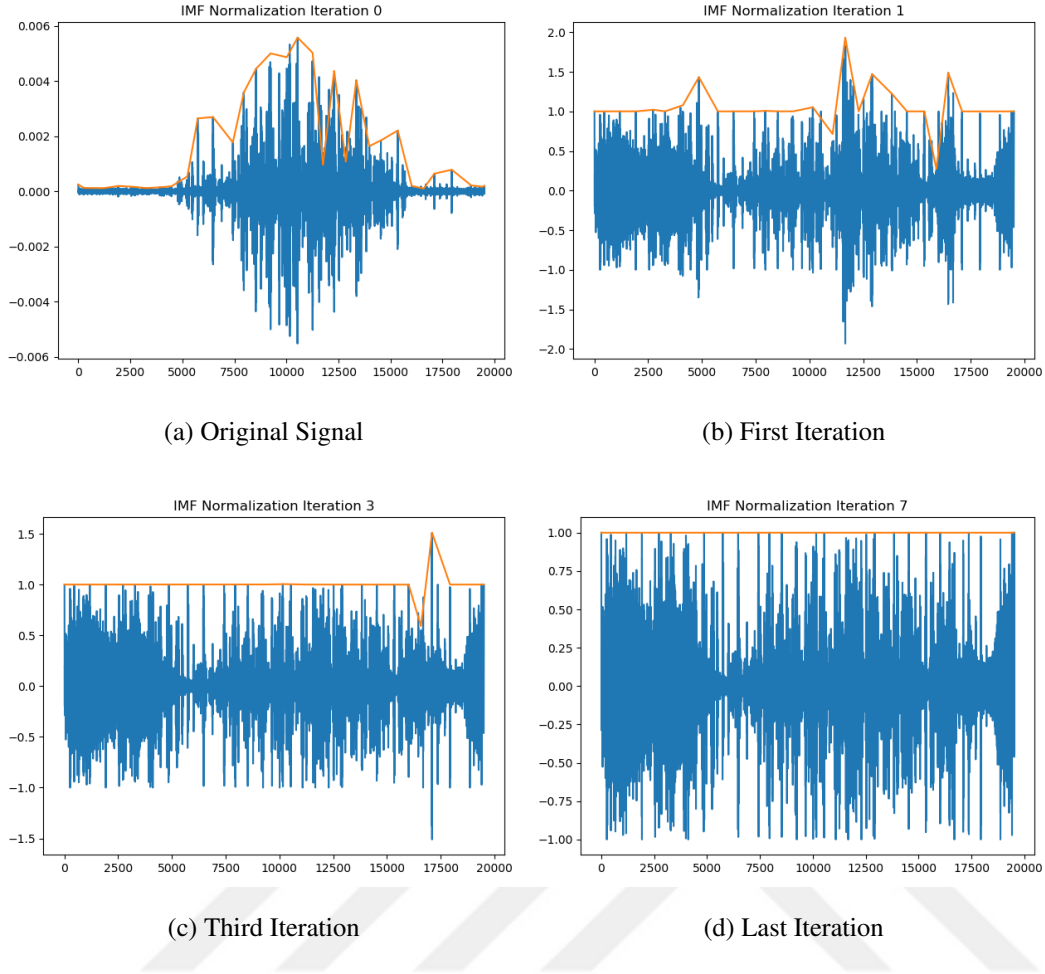 IMF Normalization Iteration 0
0.006
0.004
0.002
0.000
−0.002
−0.004
−0.006
0 2500 5000 7500 10000 12500 15000 17500 20000
(a) Original Signal
IMF Normalization Iteration 1
2.0
1.5
1.0
0.5
0.0
−0.5
−1.0
−1.5
−2.0
0 2500 5000 7500 10000 12500 15000 17500 20000
(b) First Iteration
IMF Normalization Iteration 3
1.5
1.0
0.5
0.0
−0.5
−1.0
−1.5
0 2500 5000 7500 10000 12500 15000 17500 20000
(c) Third Iteration
IMF Normalization Iteration 7
1.00
0.75
0.50
0.25
0.00
−0.25
−0.50
−0.75
−1.00
0 2500 5000 7500 10000 12500 15000 17500 20000
(d) Last Iteration